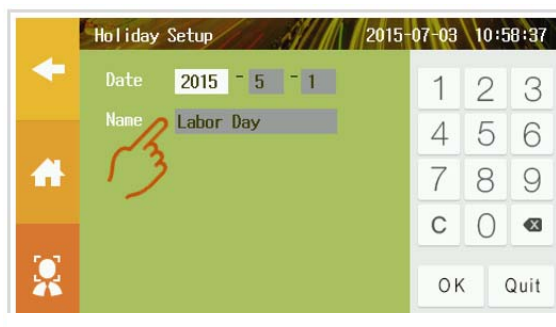 Holiday Setup 2015-07-03 10:58:37
Date 2015 - 5 - 1
Name Labor Day
1 2 3
4 5 6
7 8 9
C 0
OK Quit